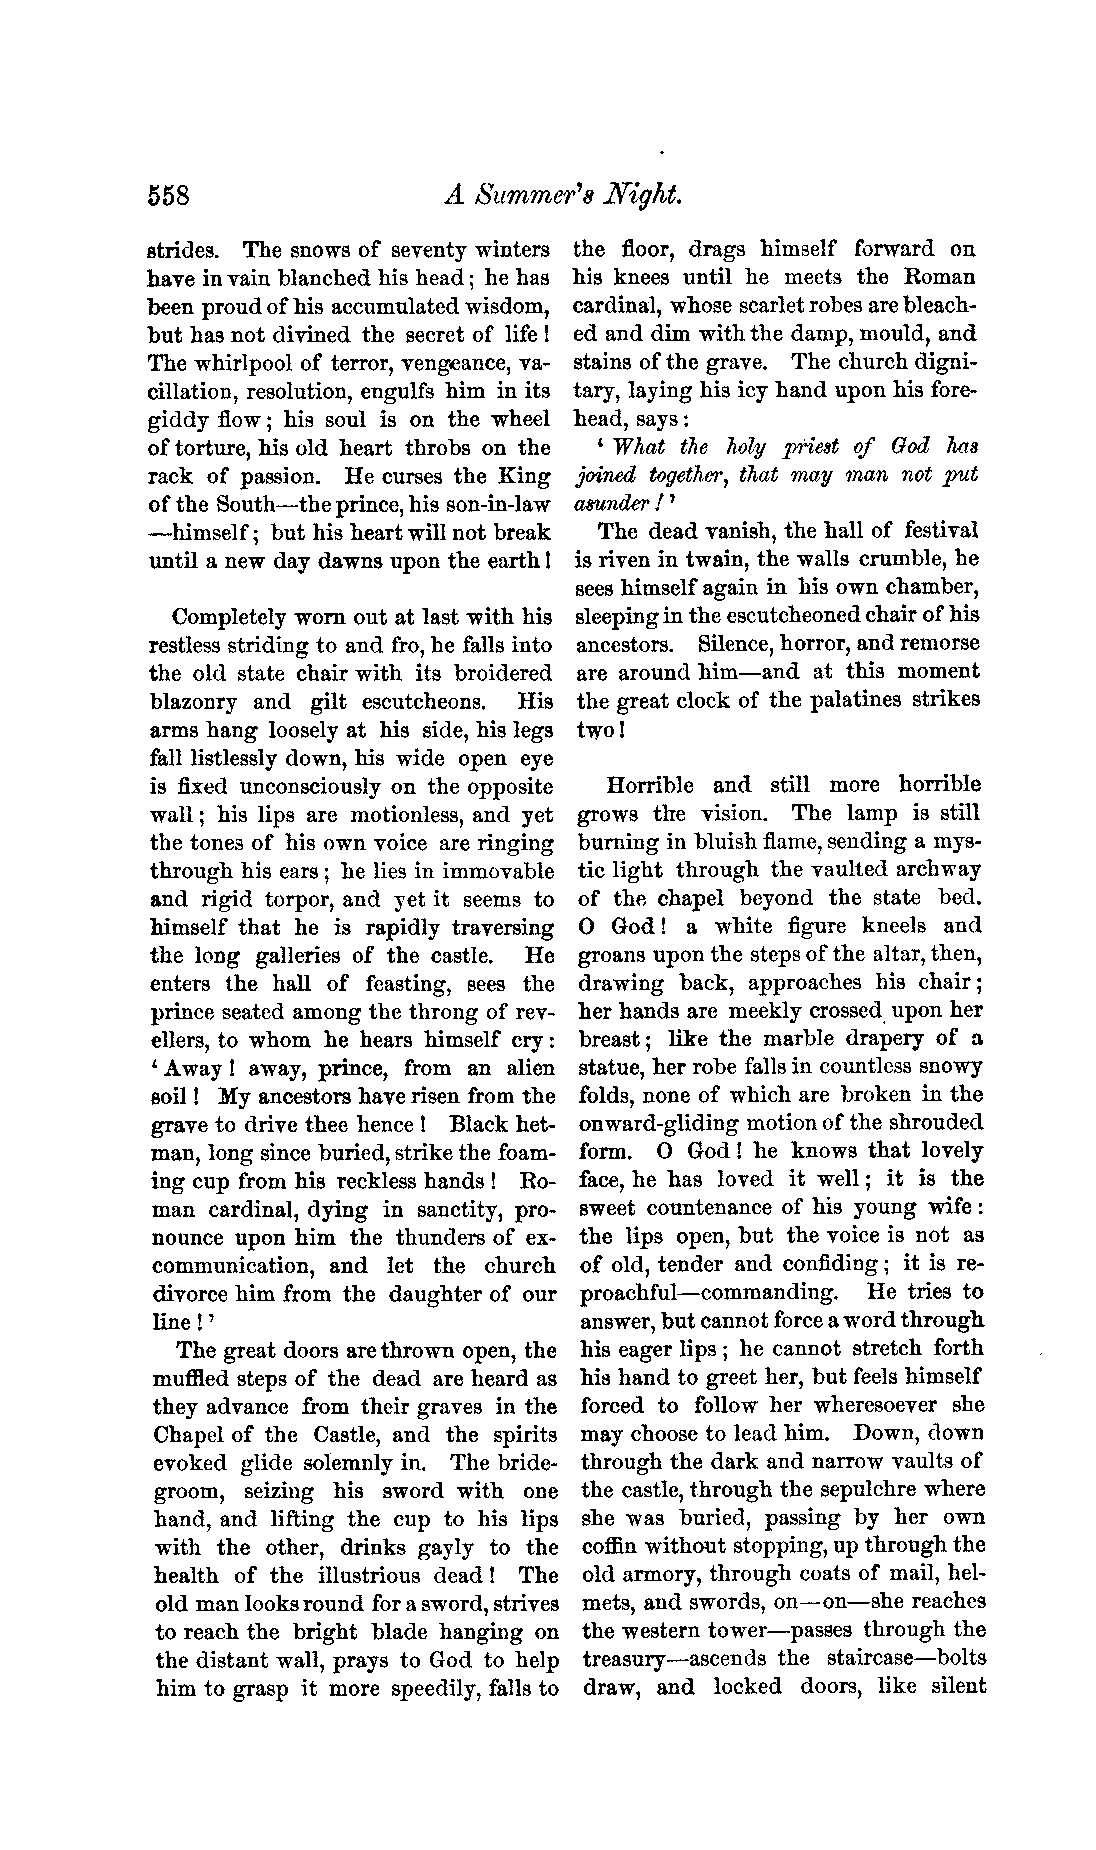 558 A Summer's Night.
strides. The snows of seventy winters
have in vain blanched his head; he has
been proud of his accumulated wisdom,
but has not divined the secret of life!
The whirlpool of terror, vengeance, va-
cillation, resolution, engulfs him in its
giddy flow; his soul is on the wheel
of torture, his old heart throbs on the
rack of passion. He curses the King
of the South—the prince, his son-in-law
—himself; but his heart will not break
until a new day dawns upon the earth!
Completely worn out at last with his
restless striding to and fro, he falls into
the old state chair with its broidered
blazonry and gilt escutcheons. His
arms hang loosely at his side, his legs
fall listlessly down, his wide open eye
is fixed unconsciously on the opposite
wall; his lips are motionless, and yet
the tones of his own voice are ringing
through his ears; he lies in immovable
and rigid torpor, and yet it seems to
himself that he is rapidly traversing
the long galleries of the castle. He
enters the hall of feasting, sees the
prince seated among the throng of rev-
ellers, to whom he hears himself cry:
‘Away! away, prince, from an alien
soil! My ancestors have risen from the
grave to drive thee hence! Black het-
man, long since buried, strike the foam-
ing cup from his reckless hands! Ro-
man cardinal, dying in sanctity, pro-
nounce upon him the thunders of ex-
communication, and let the church
divorce him from the daughter of our
line!’
The great doors are thrown open, the
muffled steps of the dead are heard as
they advance from their graves in the
Chapel of the Castle, and the spirits
evoked glide solemnly in. The bride-
groom, seizing his sword with one
hand, and lifting the cup to his lips
with the other, drinks gayly to the
health of the illustrious dead! The
old man looks round for a sword, strives
to reach the bright blade hanging on
the distant wall, prays to God to help
him to grasp it more speedily, falls to
the floor, drags himself forward on
his knees until he meets the Roman
cardinal, whose scarlet robes are bleach-
ed and dim with the damp, mould, and
stains of the grave. The church digni-
tary, laying his icy hand upon his fore-
head, says:
‘What the holy priest of God has
joined together, that may man not put
asunder!’
The dead vanish, the hall of festival
is riven in twain, the walls crumble, he
sees himself again in his own chamber,
sleeping in the escutcheoned chair of his
ancestors. Silence, horror, and remorse
are around him—and at this moment
the great clock of the palatines strikes
two!
Horrible and still more horrible
grows the vision. The lamp is still
burning in bluish flame, sending a mys-
tic light through the vaulted archway
of the chapel beyond the state bed.
O God! a white figure kneels and
groans upon the steps of the altar, then,
drawing back, approaches his chair;
her hands are meekly crossed upon her
breast; like the marble drapery of a
statue, her robe falls in countless snowy
folds, none of which are broken in the
onward-gliding motion of the shrouded
form. O God! he knows that lovely
face, he has loved it well; it is the
sweet countenance of his young wife:
the lips open, but the voice is not as
of old, tender and confiding; it is re-
proachful—commanding. He tries to
answer, but cannot force a word through
his eager lips; he cannot stretch forth
his hand to greet her, but feels himself
forced to follow her wheresoever she
may choose to lead him. Down, down
through the dark and narrow vaults of
the castle, through the sepulchre where
she was buried, passing by her own
coffin without stopping, up through the
old armory, through coats of mail, hel-
mets, and swords, on—on—she reaches
the western tower—passes through the
treasury—ascends the staircase—bolts
draw, and locked doors, like silent